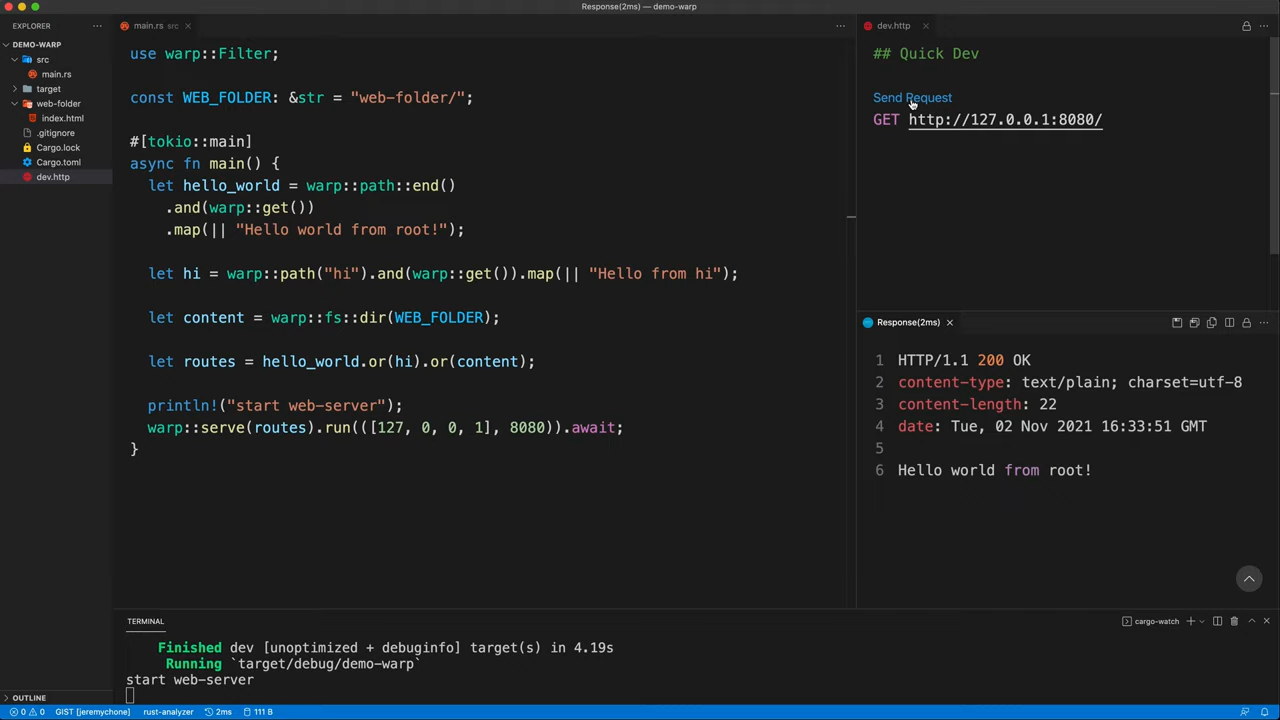 Response(2ms) — demo-warp
EXPLORER
DEMO-WARP
src
main.rs
target
web-folder
index.html
.gitignore
Cargo.lock
Cargo.toml
dev.http
OUTLINE
main.rs src
use warp::Filter;
const WEB_FOLDER: &str = "web-folder/";
#[tokio::main]
async fn main() {
let hello_world = warp::path::end()
.and(warp::get())
.map(|| "Hello world from root!");
let hi = warp::path("hi").and(warp::get()).map(|| "Hello from hi");
let content = warp::fs::dir(WEB_FOLDER);
let routes = hello_world.or(hi).or(content);
println!("start web-server");
warp::serve(routes).run(([127, 0, 0, 1], 8080)).await;
}
dev.http
## Quick Dev
Send Request
GET http://127.0.0.1:8080/
Response(2ms)
1 HTTP/1.1 200 OK
2 content-type: text/plain; charset=utf-8
3 content-length: 22
4 date: Tue, 02 Nov 2021 16:33:51 GMT
5
6 Hello world from root!
TERMINAL
cargo-watch
Finished dev [unoptimized + debuginfo] target(s) in 4.19s
Running `target/debug/demo-warp`
start web-server
0 0 GIST [jeremychone] rust-analyzer 2ms 111 B